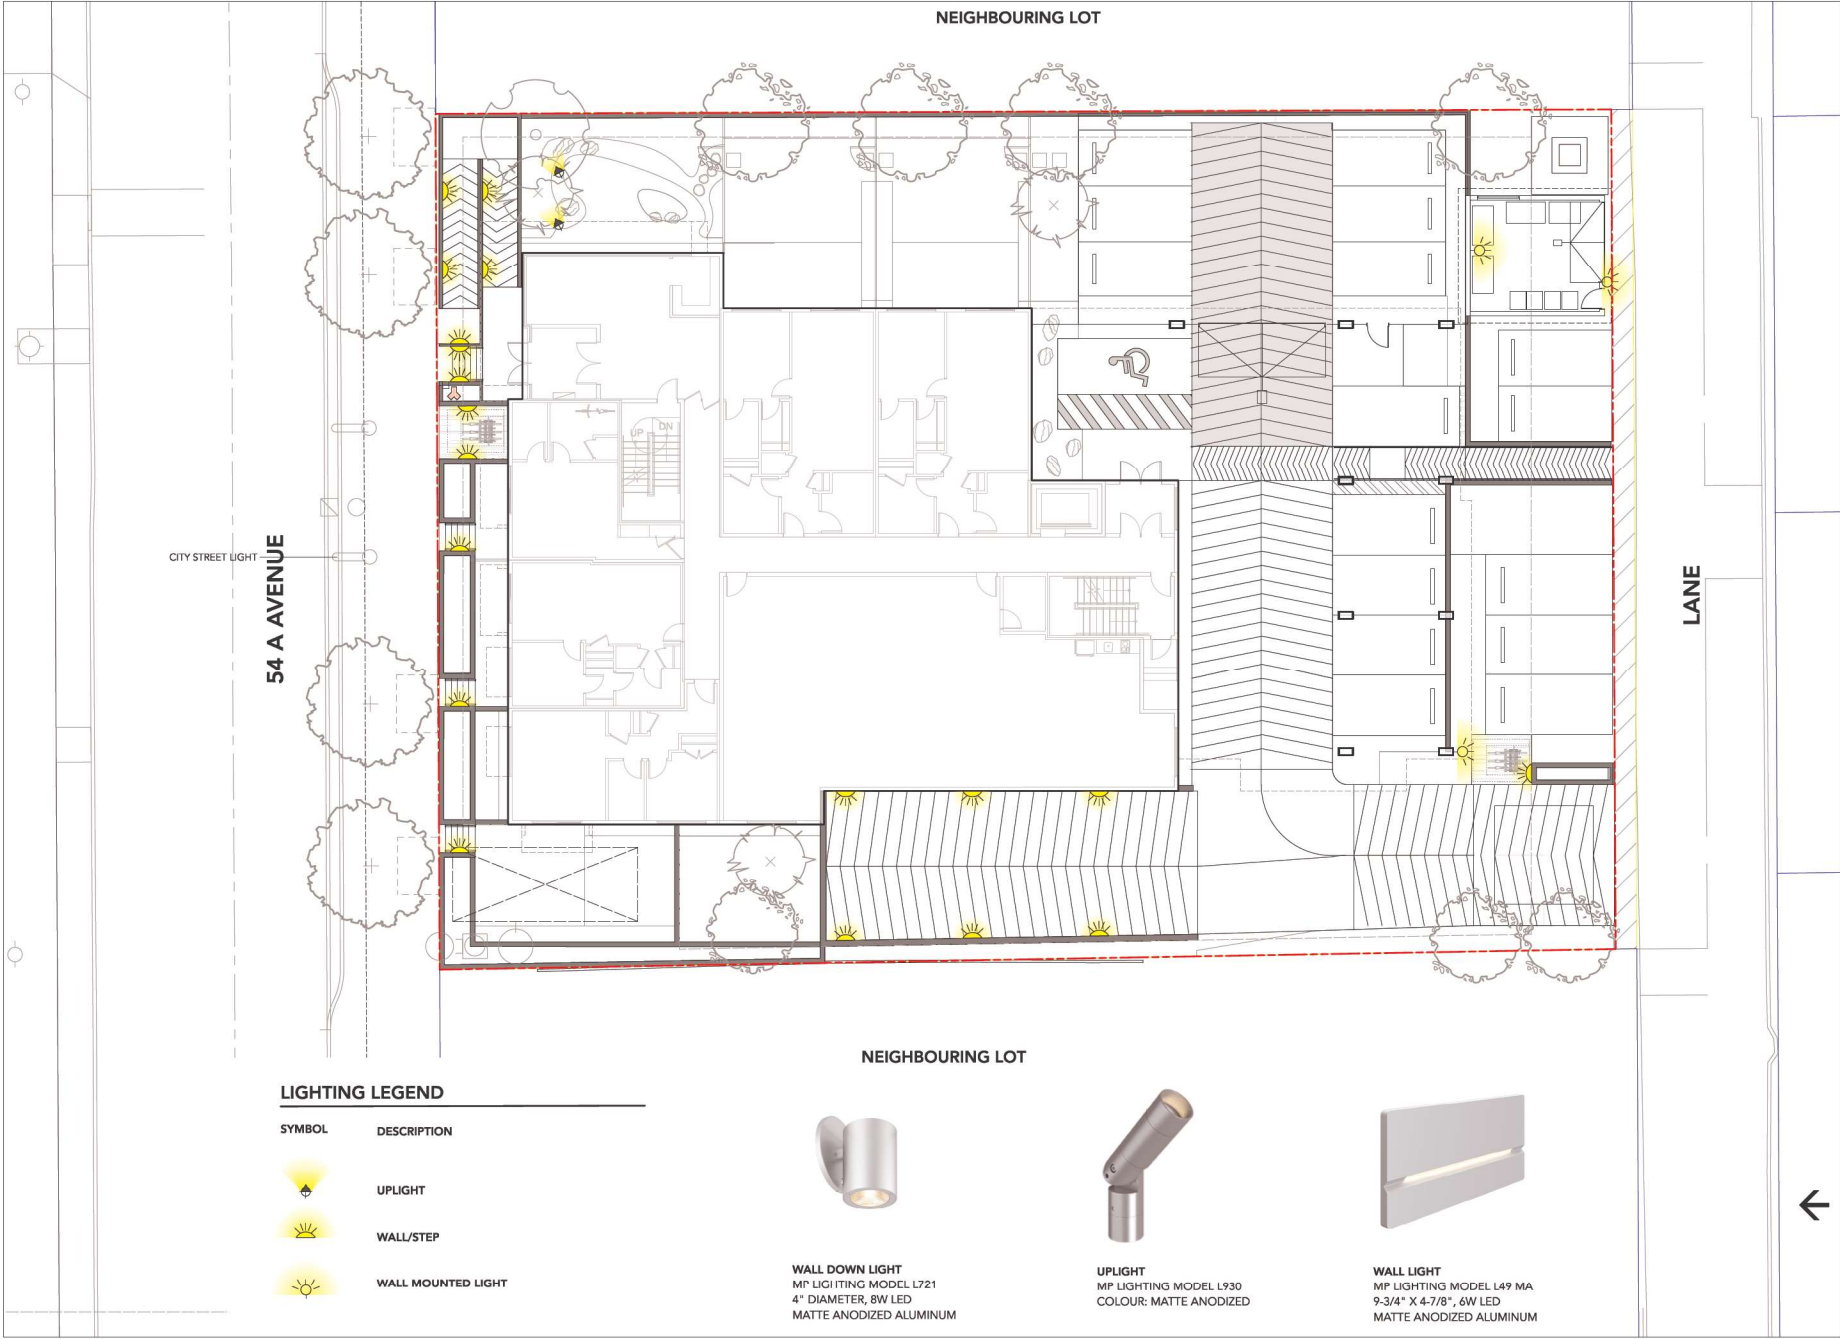 NEIGHBOURING LOT
UP
DN
CITY STREET LIGHT
54 A AVENUE
LANE
NEIGHBOURING LOT
LIGHTING LEGEND
SYMBOL
DESCRIPTION
UPLIGHT
WALL/STEP
WALL MOUNTED LIGHT
WALL DOWN LIGHT
MP LIGHTING MODEL L721
4" DIAMETER, 8W LED
MATTE ANODIZED ALUMINUM
UPLIGHT
MP LIGHTING MODEL L930
COLOUR: MATTE ANODIZED
WALL LIGHT
MP LIGHTING MODEL L49 MA
9-3/4" X 4-7/8", 6W LED
MATTE ANODIZED ALUMINUM